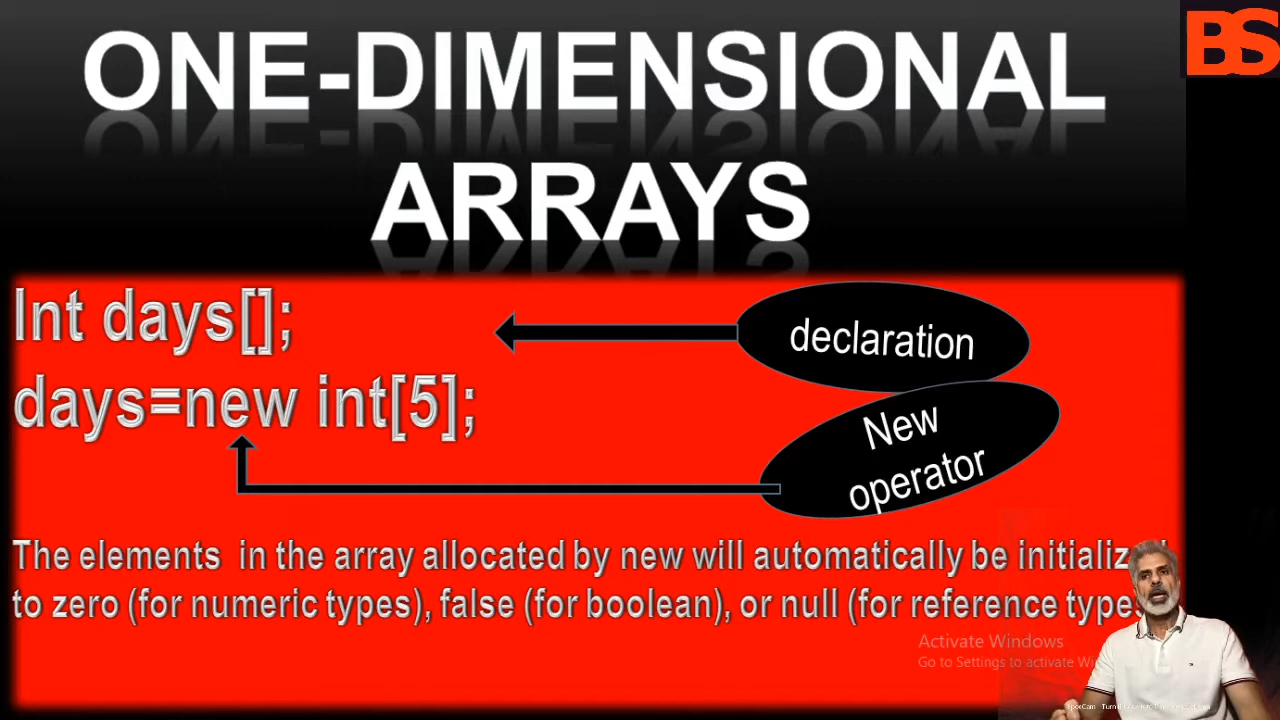 BS
ONE-DIMENSIONAL
ARRAYS
Int days[];
declaration
days=new int[5];
New
operator
The elements in the array allocated by new will automatically be initialized
to zero (for numeric types), false (for boolean), or null (for reference types
Activate Windows
Go to Settings to activate